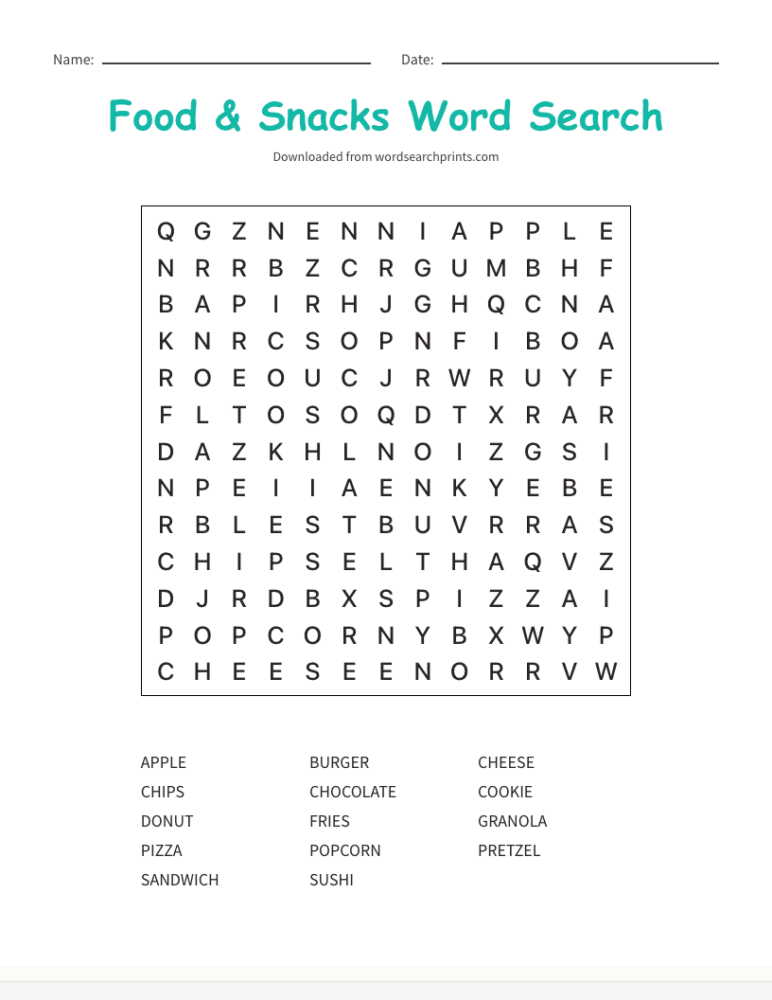 Name: Date:
Food & Snacks Word Search
Downloaded from wordsearchprints.com
Q G Z N E N N I A P P L E
N R R B Z C R G U M B H F
B A P I R H J G H Q C N A
K N R C S O P N F I B O A
R O E O U C J R W R U Y F
F L T O S O Q D T X R A R
D A Z K H L N O I Z G S I
N P E I I A E N K Y E B E
R B L E S T B U V R R A S
C H I P S E L T H A Q V Z
D J R D B X S P I Z Z A I
P O P C O R N Y B X W Y P
C H E E S E E N O R R V W
APPLE BURGER CHEESE
CHIPS CHOCOLATE COOKIE
DONUT FRIES GRANOLA
PIZZA POPCORN PRETZEL
SANDWICH SUSHI